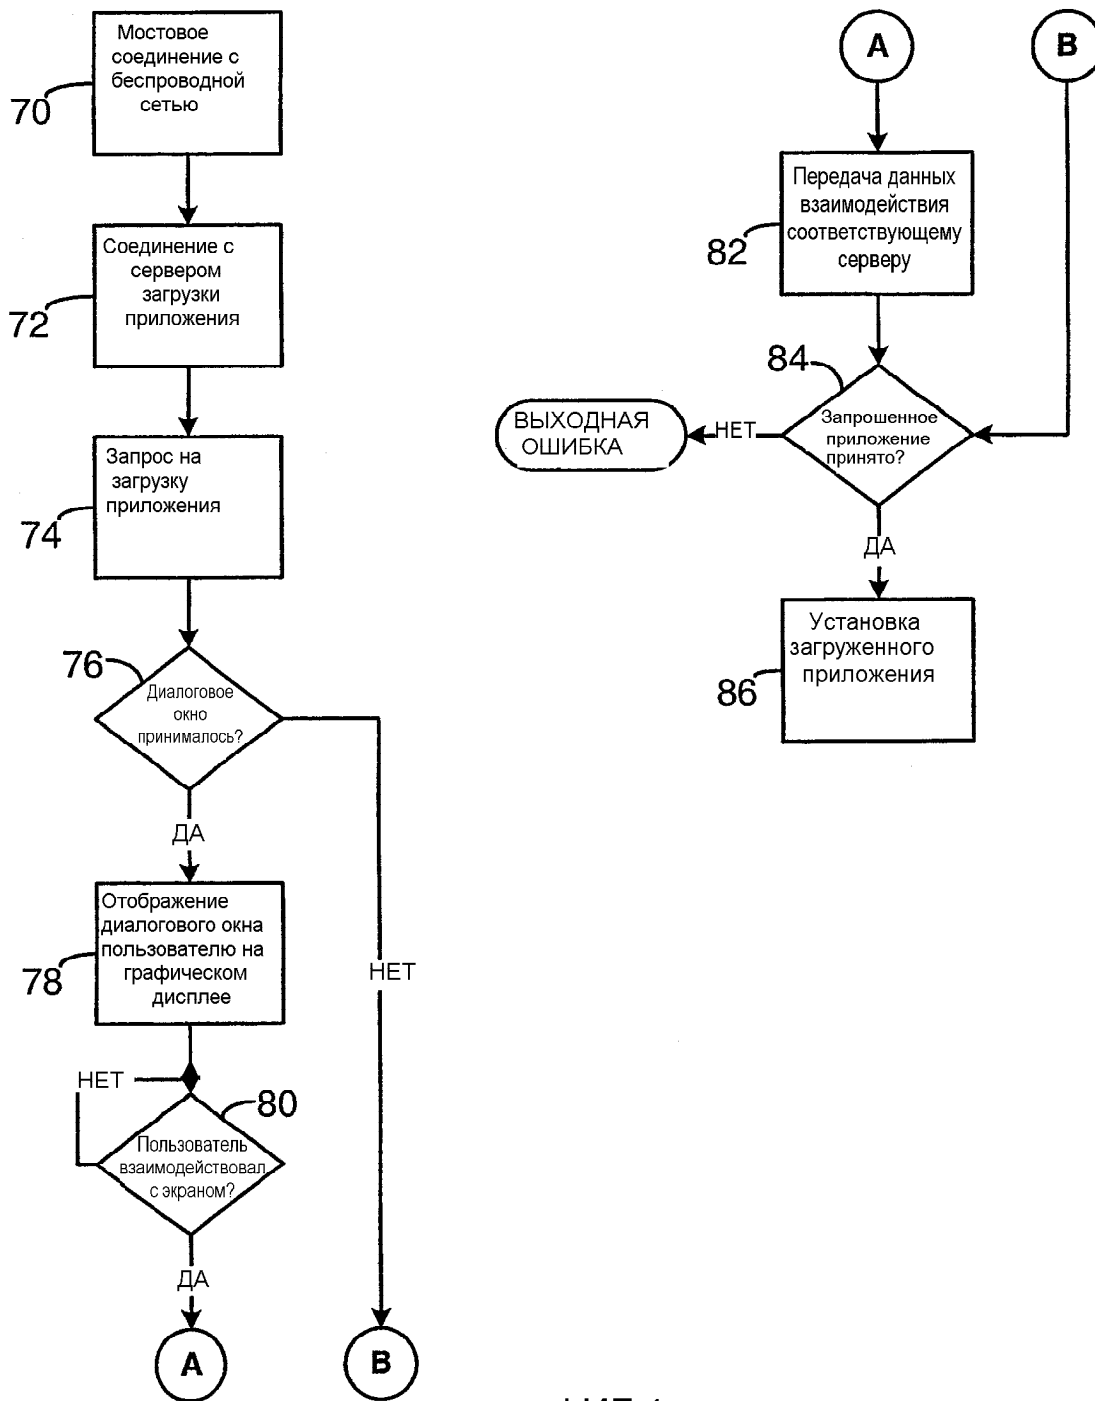 Мостовое
соединение с
беспроводной
сетью
70
Соединение с
сервером
загрузки
приложения
72
Запрос на
загрузку
приложения
74
76
Диалоговое
окно
принималось?
ДА
Отображение
диалогового окна
пользователю на
графическом
дисплее
78
НЕТ
НЕТ
80
Пользователь
взаимодействовал
с экраном?
ДА
A
B
A
B
Передача данных
взаимодействия
соответствующему
серверу
82
84
Запрошенное
приложение
принято?
НЕТ
ВЫХОДНАЯ
ОШИБКА
ДА
Установка
загруженного
приложения
86